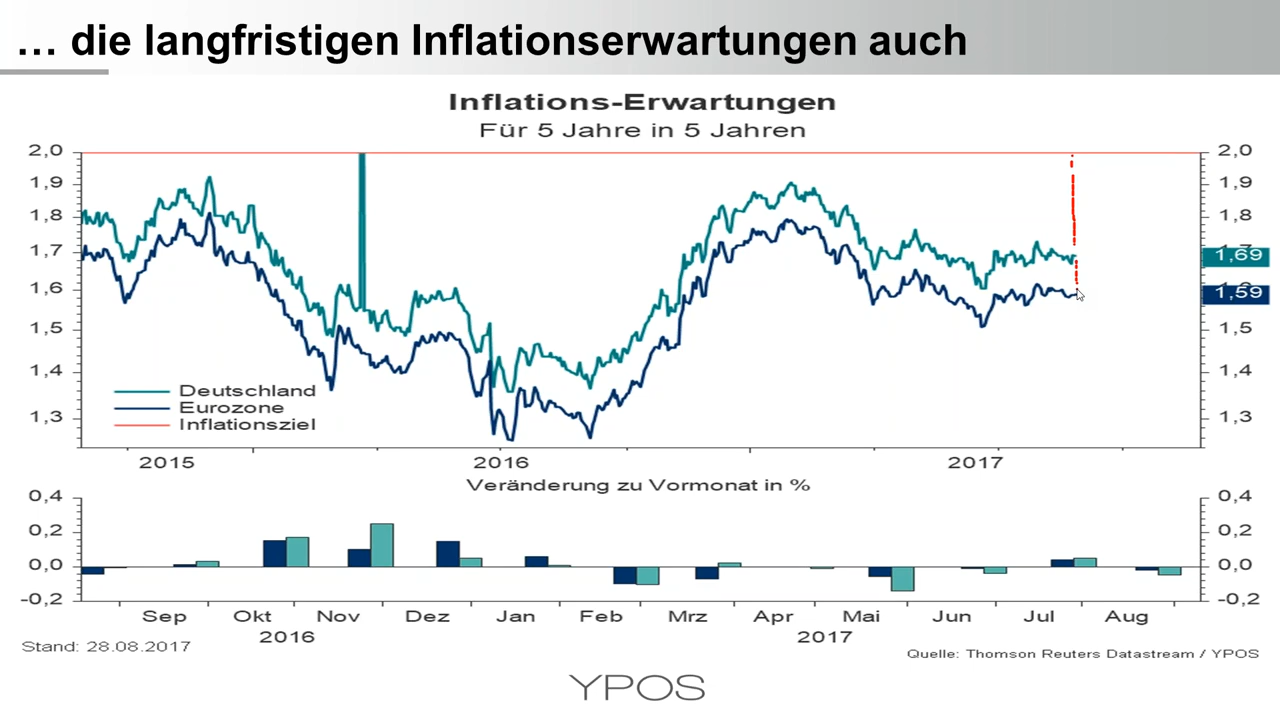 … die langfristigen Inflationserwartungen auch
Inflations-Erwartungen
Für 5 Jahre in 5 Jahren
2,0 2,0
1,9 1,9
1,8 1,8
1,7
1,69
1,6
1,59
1,5 1,5
1,4 1,4
1,3 1,3
Deutschland
Eurozone
Inflationsziel
2015 2016 2017
Veränderung zu Vormonat in %
0,4 0,4
0,2 0,2
0,0 0,0
-0,2 -0,2
Sep Okt Nov Dez Jan Feb Mrz Apr Mai Jun Jul Aug
2016 2017
Stand: 28.08.2017
Quelle: Thomson Reuters Datastream / YPOS
YPOS